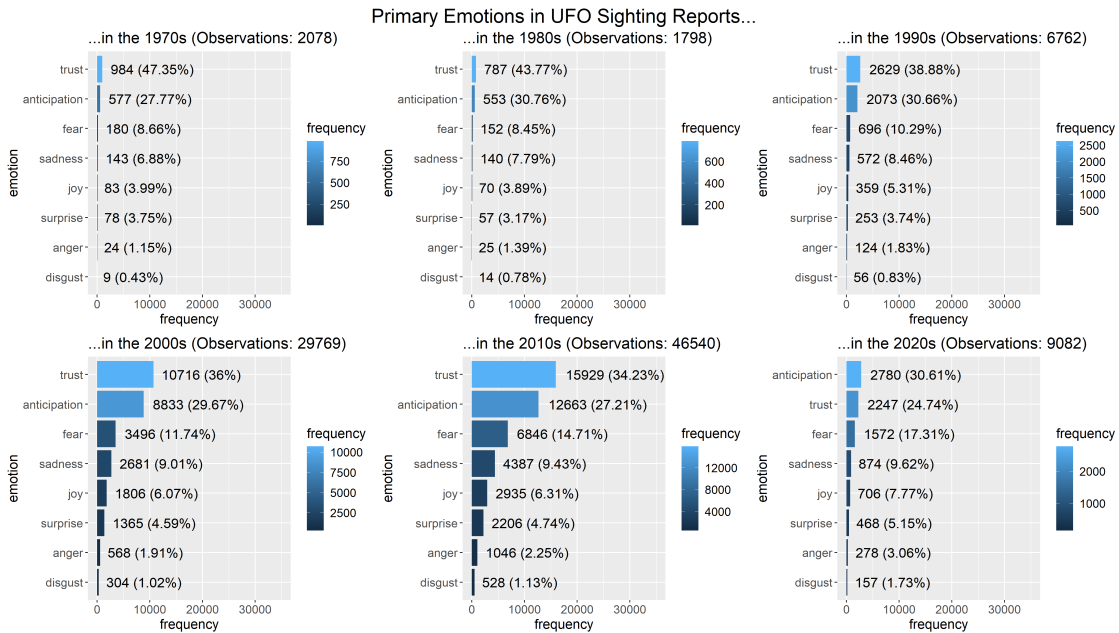 Primary Emotions in UFO Sighting Reports...
...in the 1970s (Observations: 2078)
emotion
trust 984 (47.35%)
anticipation 577 (27.77%)
fear 180 (8.66%)
sadness 143 (6.88%)
joy 83 (3.99%)
surprise 78 (3.75%)
anger 24 (1.15%)
disgust 9 (0.43%)
0 10000 20000 30000
frequency
frequency
750
500
250
...in the 1980s (Observations: 1798)
emotion
trust 787 (43.77%)
anticipation 553 (30.76%)
fear 152 (8.45%)
sadness 140 (7.79%)
joy 70 (3.89%)
surprise 57 (3.17%)
anger 25 (1.39%)
disgust 14 (0.78%)
0 10000 20000 30000
frequency
frequency
600
400
200
...in the 1990s (Observations: 6762)
emotion
trust 2629 (38.88%)
anticipation 2073 (30.66%)
fear 696 (10.29%)
sadness 572 (8.46%)
joy 359 (5.31%)
surprise 253 (3.74%)
anger 124 (1.83%)
disgust 56 (0.83%)
0 10000 20000 30000
frequency
frequency
2500
2000
1500
1000
500
...in the 2000s (Observations: 29769)
emotion
trust 10716 (36%)
anticipation 8833 (29.67%)
fear 3496 (11.74%)
sadness 2681 (9.01%)
joy 1806 (6.07%)
surprise 1365 (4.59%)
anger 568 (1.91%)
disgust 304 (1.02%)
0 10000 20000 30000
frequency
frequency
10000
7500
5000
2500
...in the 2010s (Observations: 46540)
emotion
trust 15929 (34.23%)
anticipation 12663 (27.21%)
fear 6846 (14.71%)
sadness 4387 (9.43%)
joy 2935 (6.31%)
surprise 2206 (4.74%)
anger 1046 (2.25%)
disgust 528 (1.13%)
0 10000 20000 30000
frequency
frequency
12000
8000
4000
...in the 2020s (Observations: 9082)
emotion
anticipation 2780 (30.61%)
trust 2247 (24.74%)
fear 1572 (17.31%)
sadness 874 (9.62%)
joy 706 (7.77%)
surprise 468 (5.15%)
anger 278 (3.06%)
disgust 157 (1.73%)
0 10000 20000 30000
frequency
frequency
2000
1000